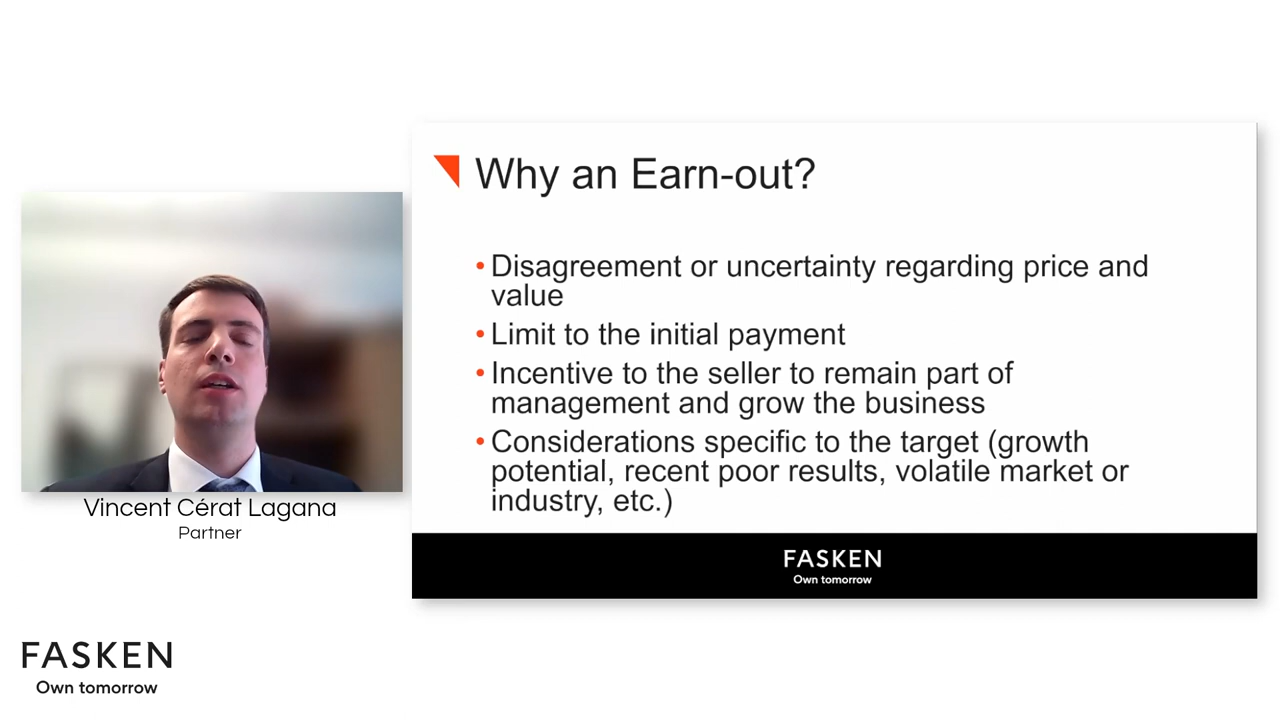 Why an Earn-out?
• Disagreement or uncertainty regarding price and
value
• Limit to the initial payment
• Incentive to the seller to remain part of
management and grow the business
• Considerations specific to the target (growth
potential, recent poor results, volatile market or
industry, etc.)
FASKEN
Own tomorrow
Vincent Cérat Lagana
Partner
FASKEN
Own tomorrow